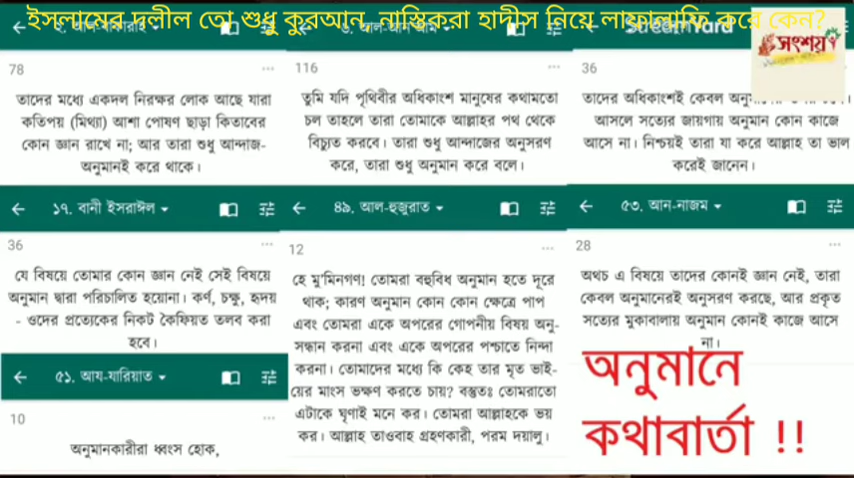 ইসলামের দলীল তো শুধু কুরআন, নাস্তিকরা হাদীস নিয়ে লাফালাফি করে কেন?
StreamYard
সংশয়
78
তাদের মধ্যে একদল নিরক্ষর লোক আছে যারা
কতিপয় (মিথ্যা) আশা পোষণ ছাড়া কিতাবের
কোন জ্ঞান রাখে না; আর তারা শুধু আন্দাজ-
অনুমানই করে থাকে।
116
তুমি যদি পৃথিবীর অধিকাংশ মানুষের কথামতো
চল তাহলে তারা তোমাকে আল্লাহর পথ থেকে
বিচ্যুত করবে। তারা শুধু আন্দাজের অনুসরণ
করে, তারা শুধু অনুমান করে বলে।
36
তাদের অধিকাংশই কেবল
আসলে সত্যের জায়গায় অনুমান কোন কাজে
আসে না। নিশ্চয়ই তারা যা করে আল্লাহ তা ভাল
করেই জানেন।
১৭. বানী ইসরাঈল
36
যে বিষয়ে তোমার কোন জ্ঞান নেই সেই বিষয়ে
অনুমান দ্বারা পরিচালিত হয়োনা। কর্ণ, চক্ষু, হৃদয়
- ওদের প্রত্যেকের নিকট কৈফিয়ত তলব করা
হবে।
৫১. আয-যারিয়াত
10
অনুমানকারীরা ধ্বংস হোক,
৪৯. আল-হুজুরাত
12
হে মু'মিনগণ! তোমরা বহুবিধ অনুমান হতে দূরে
থাক; কারণ অনুমান কোন কোন ক্ষেত্রে পাপ
এবং তোমরা একে অপরের গোপনীয় বিষয় অনু-
সন্ধান করনা এবং একে অপরের পশ্চাতে নিন্দা
করনা। তোমাদের মধ্যে কি কেহ তার মৃত ভাই-
য়ের মাংস ভক্ষণ করতে চায়? বস্তুতঃ তোমরাতো
এটাকে ঘৃণাই মনে কর। তোমরা আল্লাহকে ভয়
কর। আল্লাহ তাওবাহ গ্রহণকারী, পরম দয়ালু।
৫৩. আন-নাজম
28
অথচ এ বিষয়ে তাদের কোনই জ্ঞান নেই, তারা
কেবল অনুমানেরই অনুসরণ করছে, আর প্রকৃত
সত্যের মুকাবালায় অনুমান কোনই কাজে আসে
না।
অনুমানে
কথাবার্তা !!